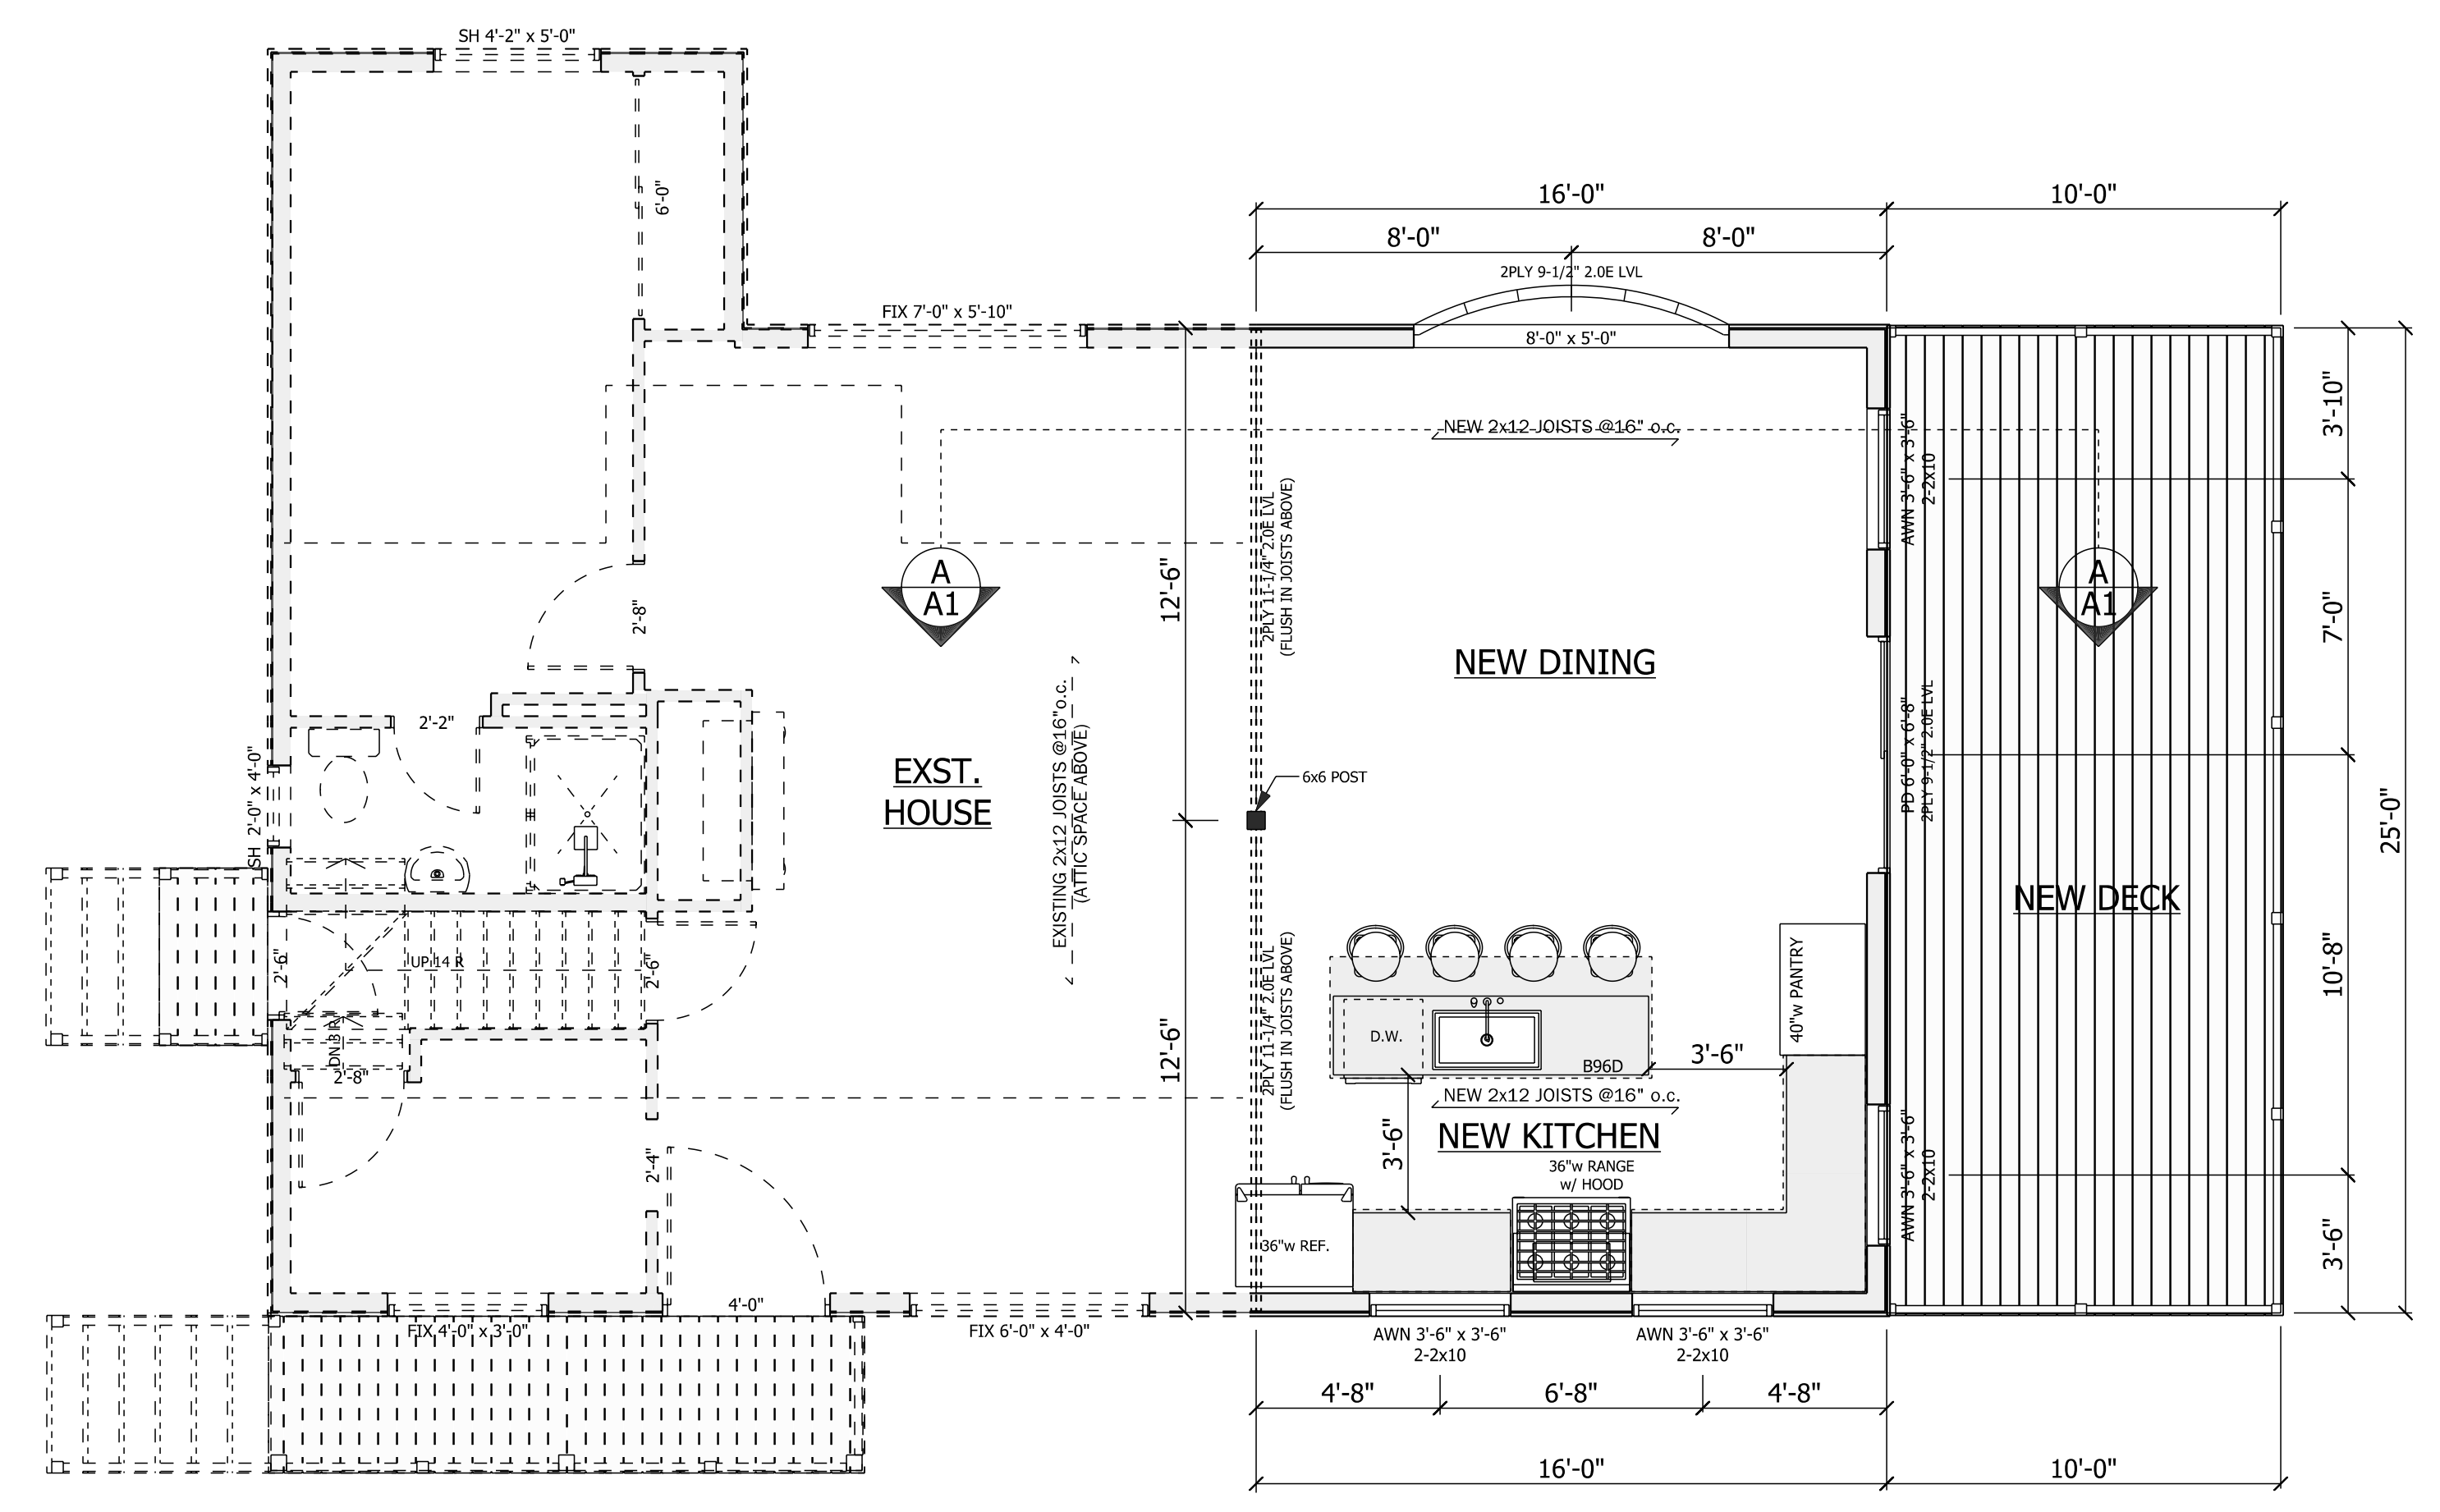 SH 4'-2" x 5'-0"
6'-0"
16'-0"
10'-0"
8'-0"
8'-0"
2PLY 9-1/2" 2.0E LVL
FIX 7'-0" x 5'-10"
8'-0" x 5'-0"
3'-10"
NEW 2x12 JOISTS @16" o.c.
AWN 3'-6" x 3'-6"
2-2x10
2PLY 11-1/4" 2.0E LVL
(FLUSH IN JOISTS ABOVE)
A
A1
A
A1
12'-6"
2'-8"
7'-0"
NEW DINING
2'-2"
EXISTING 2x12 JOISTS @16"o.c.
(ATTIC SPACE ABOVE)
PD 6'-0" x 6'-8"
2PLY 9-1/2" 2.0E LVL
EXST.
HOUSE
6x6 POST
SH 2'-0" x 4'-0"
25'-0"
NEW DECK
2'-6"
UP 14 R
2'-6"
2PLY 11-1/4" 2.0E LVL
(FLUSH IN JOISTS ABOVE)
40"w PANTRY
10'-8"
DN 3 R
D.W.
B96D
3'-6"
2'-8"
12'-6"
NEW 2x12 JOISTS @16" o.c.
NEW KITCHEN
3'-6"
36"w RANGE
w/ HOOD
2'-4"
AWN 3'-6" x 3'-6"
2-2x10
36"w REF.
3'-6"
4'-0"
FIX 4'-0" x 3'-0"
FIX 6'-0" x 4'-0"
AWN 3'-6" x 3'-6"
2-2x10
AWN 3'-6" x 3'-6"
2-2x10
4'-8"
6'-8"
4'-8"
16'-0"
10'-0"